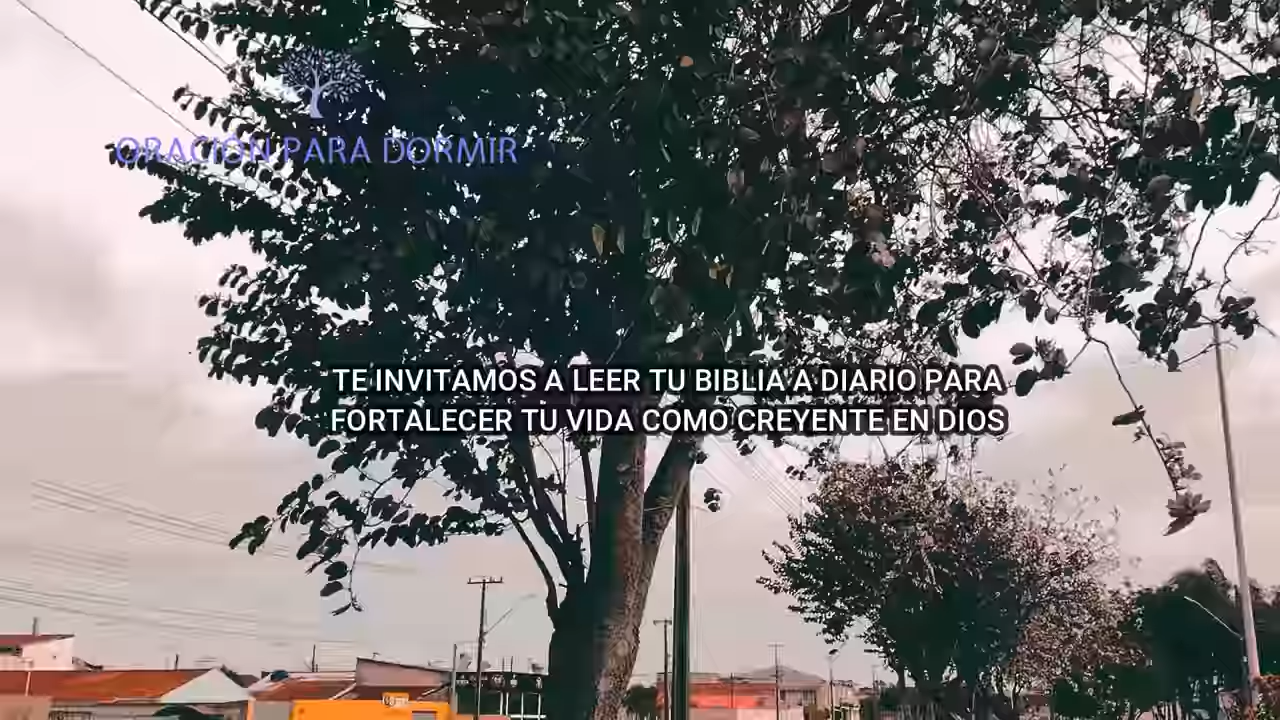 ORACIÓN PARA DORMIR
TE INVITAMOS A LEER TU BIBLIA A DIARIO PARA
FORTALECER TU VIDA COMO CREYENTE EN DIOS